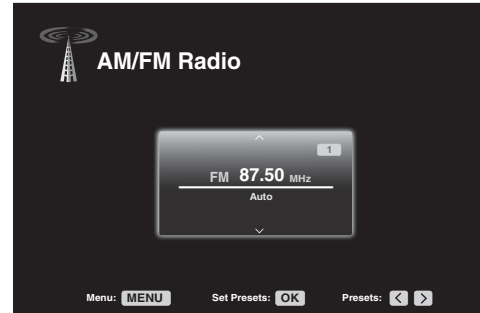 AM/FM Radio
1
FM 87.50 MHz
Auto
Menu: MENU Set Presets: OK Presets: < >